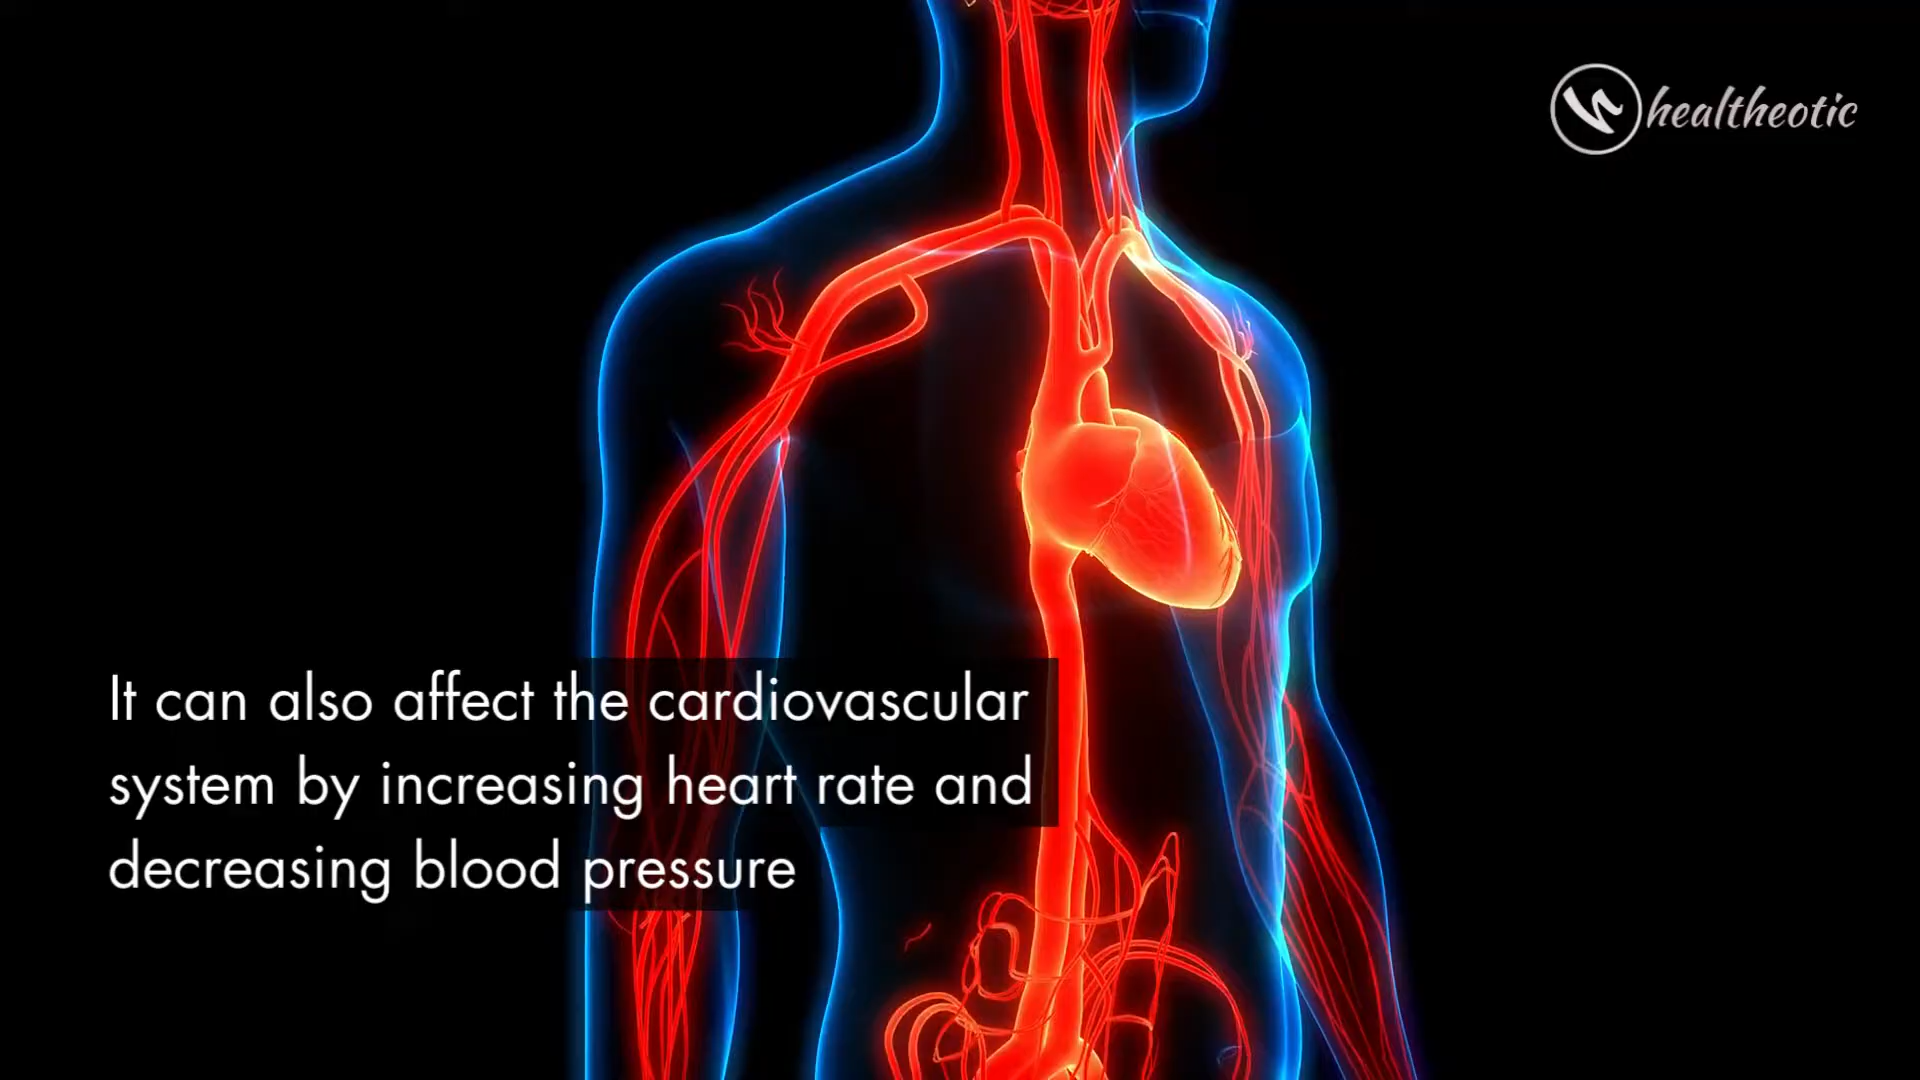 healtheotic
It can also affect the cardiovascular
system by increasing heart rate and
decreasing blood pressure